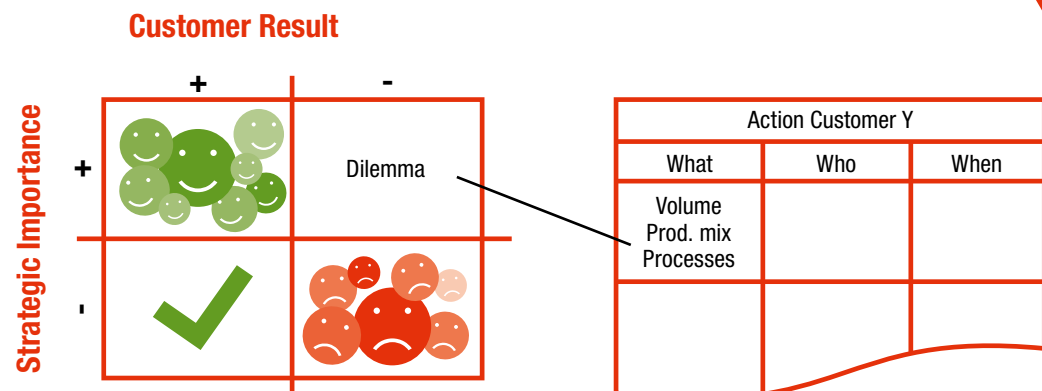 Customer Result
+ -
Strategic Importance
+
Dilemma
-
Action Customer Y
What Who When
Volume
Prod. mix
Processes